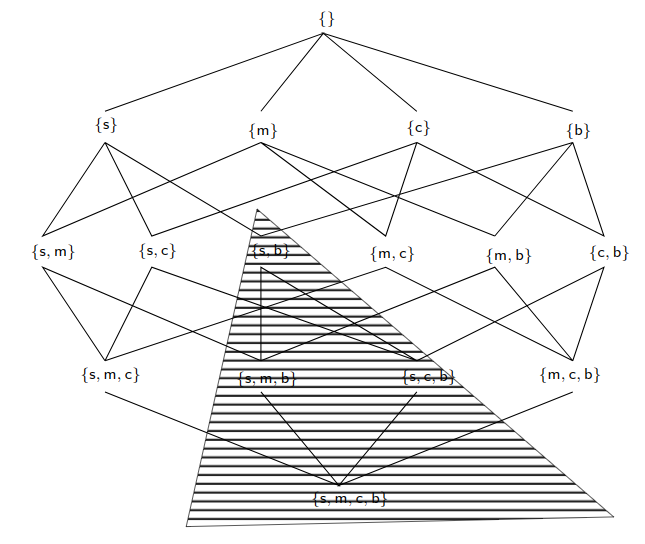 {}
{s} {m} {c} {b}
{s, m} {s, c} {s, b} {m, c} {m, b} {c, b}
{s, m, c} {s, m, b} {s, c, b} {m, c, b}
{s, m, c, b}